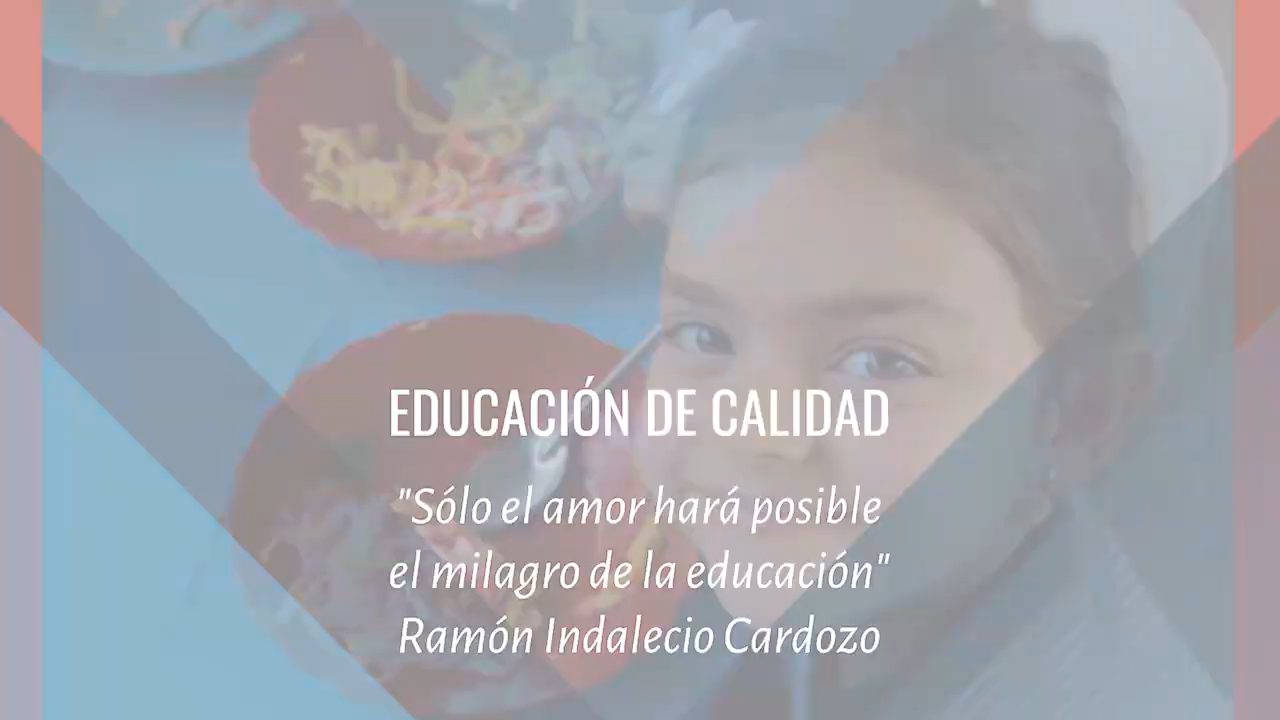 EDUCACIÓN DE CALIDAD
"Sólo el amor hará posible
el milagro de la educación"
Ramón Indalecio Cardozo